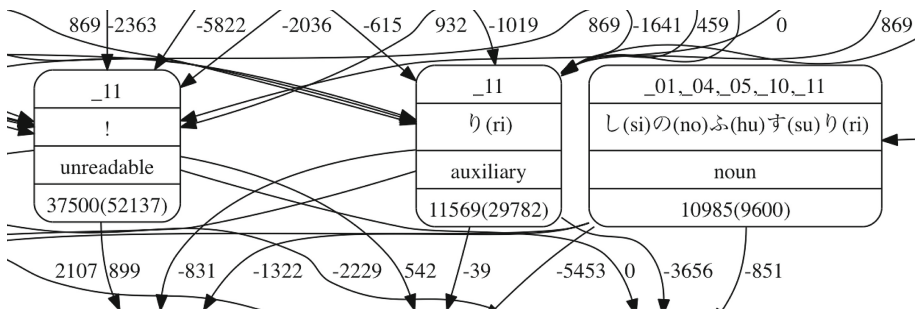 869 -2363 -5822 -2036 -615 932 -1019 869 -1641 459 0 869
_11
!
unreadable
37500(52137)
_11
り(ri)
auxiliary
11569(29782)
_01,_04,_05,_10,_11
し(si)の(no)ふ(hu)す(su)り(ri)
noun
10985(9600)
2107 899 -831 -1322 -2229 542 -39 -5453 0 -3656 -851